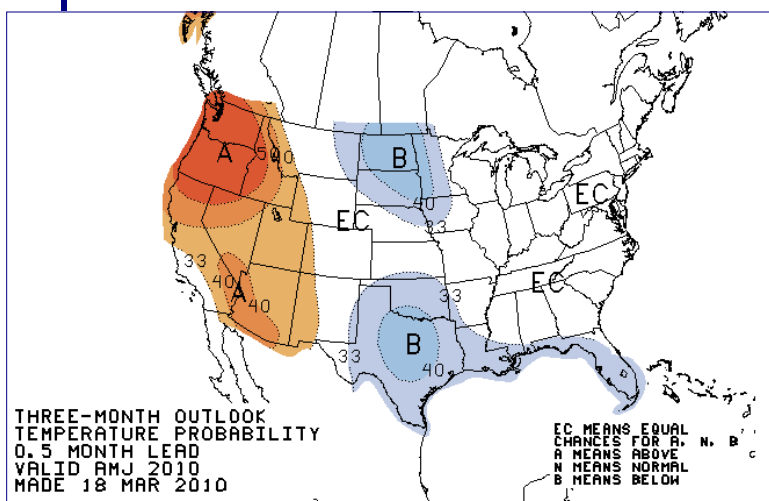 A
50
40
B
40
33
EC
EC
33
40
A
40
33
EC
33
B
40
THREE-MONTH OUTLOOK
TEMPERATURE PROBABILITY
0.5 MONTH LEAD
VALID AMJ 2010
MADE 18 MAR 2010
EC MEANS EQUAL
CHANCES FOR A, N, B
A MEANS ABOVE
N MEANS NORMAL
B MEANS BELOW